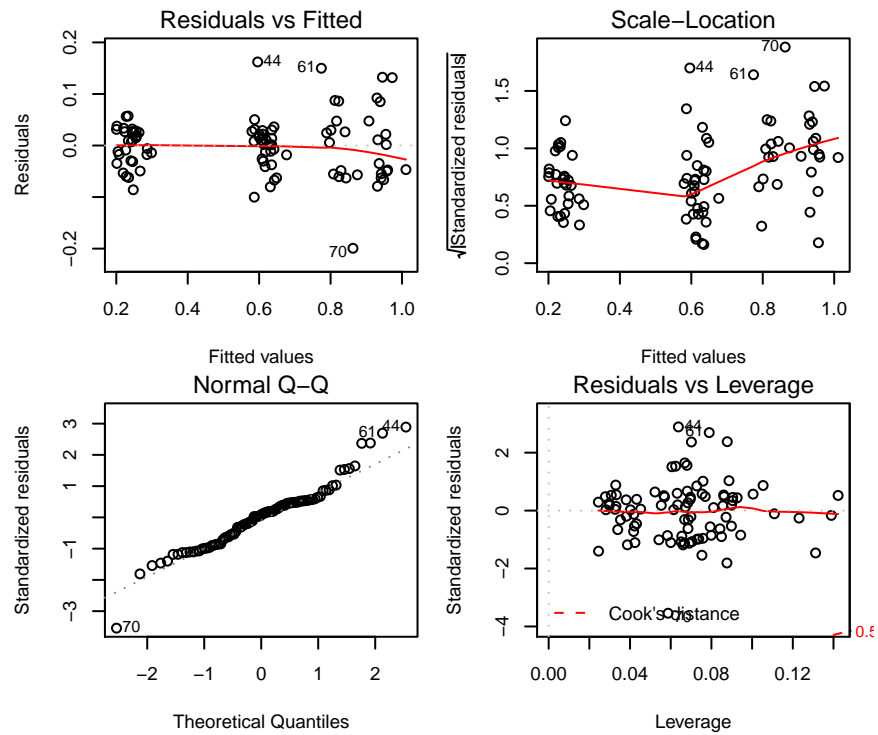 Residuals vs Fitted
Residuals
0.2
0.1
0.0
−0.2
44
61
70
0.2 0.4 0.6 0.8 1.0
Fitted values
Scale−Location
√|Standardized residuals|
1.5
1.0
0.5
0.0
70
44
61
0.2 0.4 0.6 0.8 1.0
Fitted values
Normal Q−Q
Standardized residuals
3
2
1
−1
−3
44
61
70
−2 −1 0 1 2
Theoretical Quantiles
Residuals vs Leverage
Standardized residuals
2
0
−2
−4
44
61
70
Cook's distance
0.5
0.00 0.04 0.08 0.12
Leverage